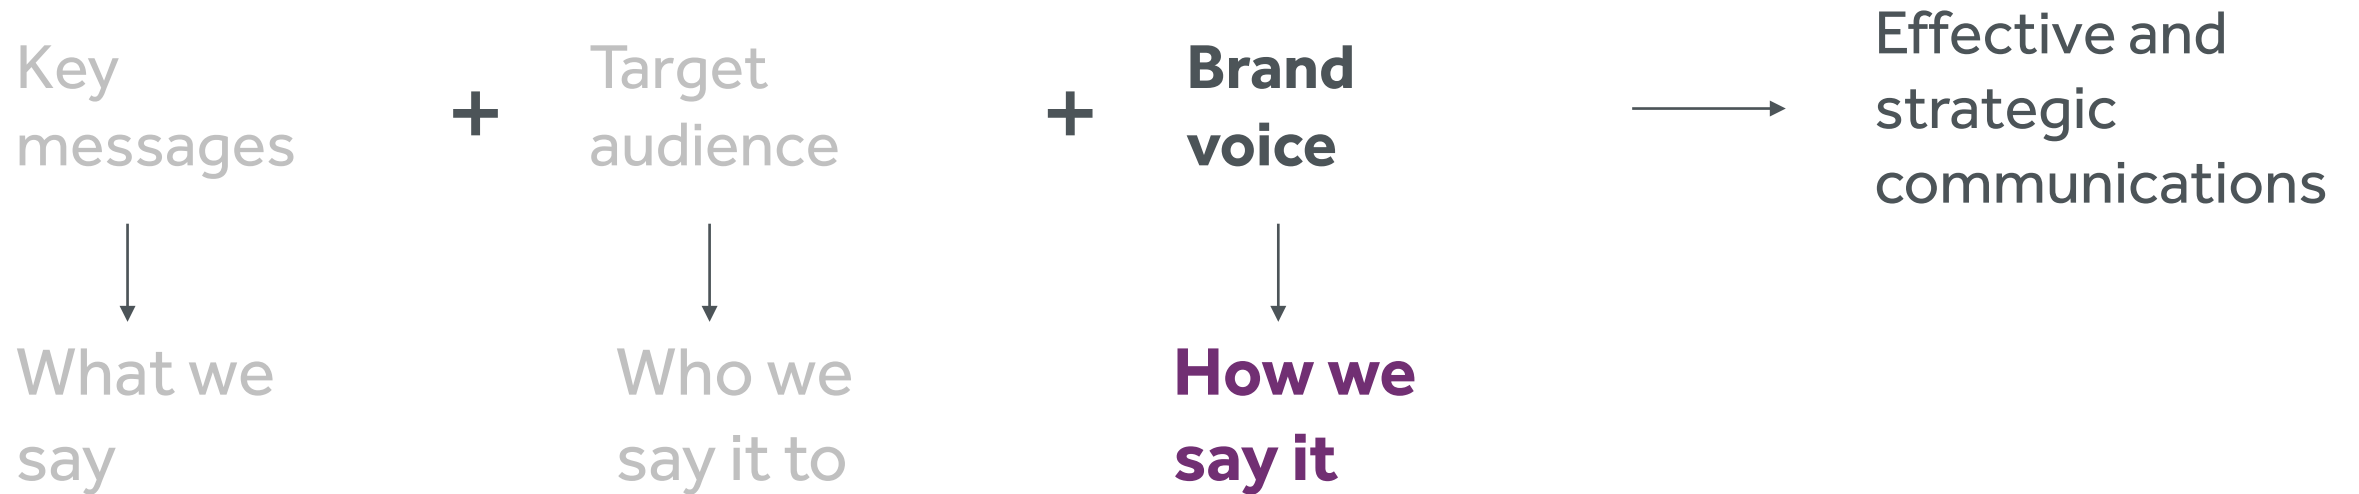 Key
messages
+
Target
audience
+
Brand
voice
Effective and
strategic
communications
What we
say
Who we
say it to
How we
say it